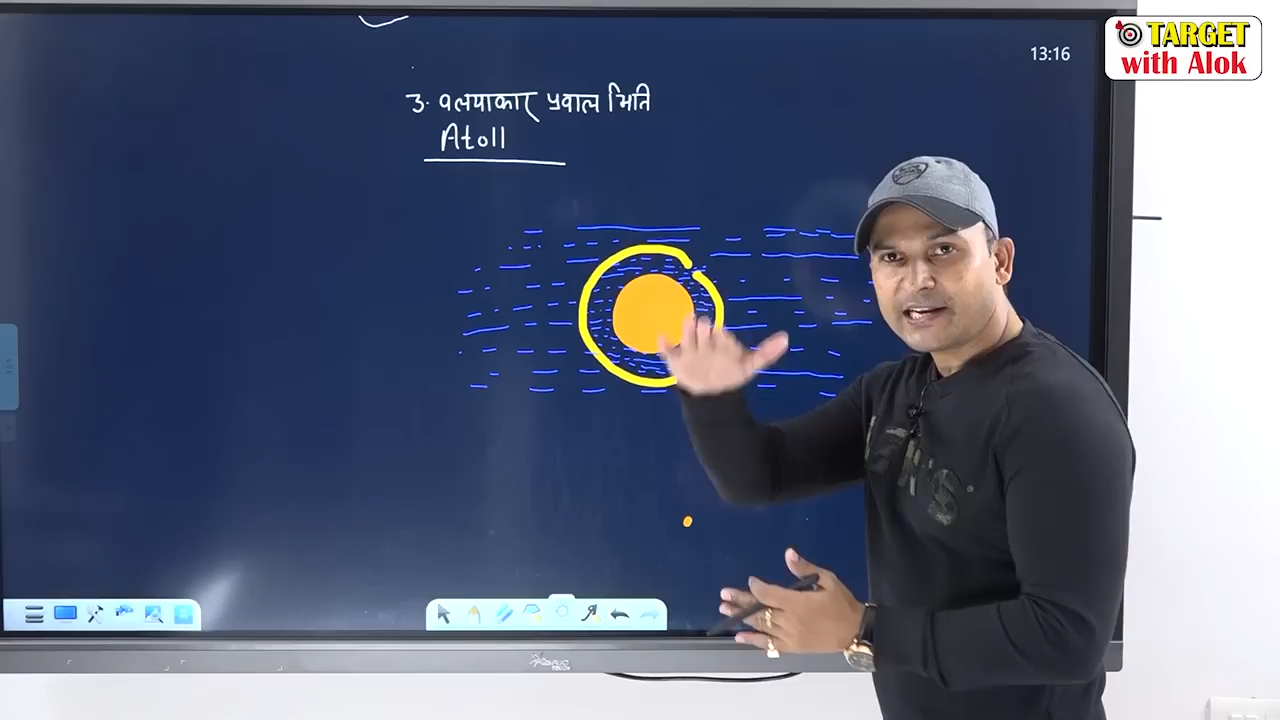 TARGET
with Alok
13:16
3. वलयाकार प्रवाल भिति
Atoll